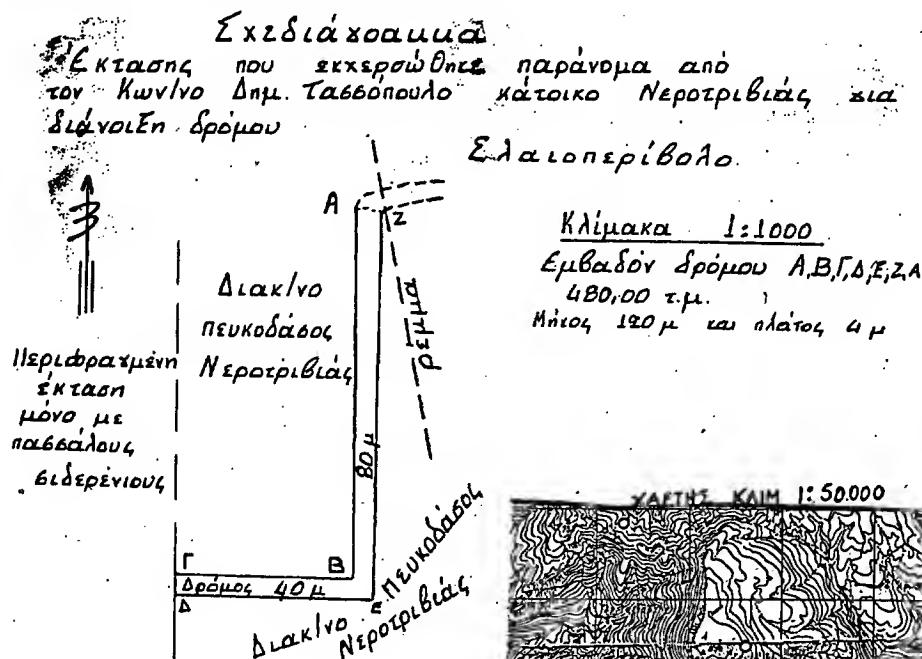 Σχεδιάγραμμα
Έκτασης που εκχερσώθηκε παράνομα από
τον Κων/νο Δημ. Τασσόπουλο κάτοικο Νεροτριβιάς για
διάνοιξη δρόμου
Ελαιοπερίβολο
Α
Ζ
Κλίμακα 1:1000
Εμβαδόν δρόμου Α,Β,Γ,Δ,Ε,Ζ,Α
480,00 τ.μ.
Μήκος 120 μ και πλάτος 4 μ
Διακ/νο
πευκοδάσος
Νεροτριβιάς
ρέμμα
Περιφραγμένη
έκταση
μόνο με
πασσάλους
σιδερένιους
80 μ
Γ
Β
Δρόμος 40 μ
Δ
Ε
Διακ/νο Πευκοδάσος
Νεροτριβιάς
ΧΑΡΤΗΣ ΚΛΙΜ 1:50.000